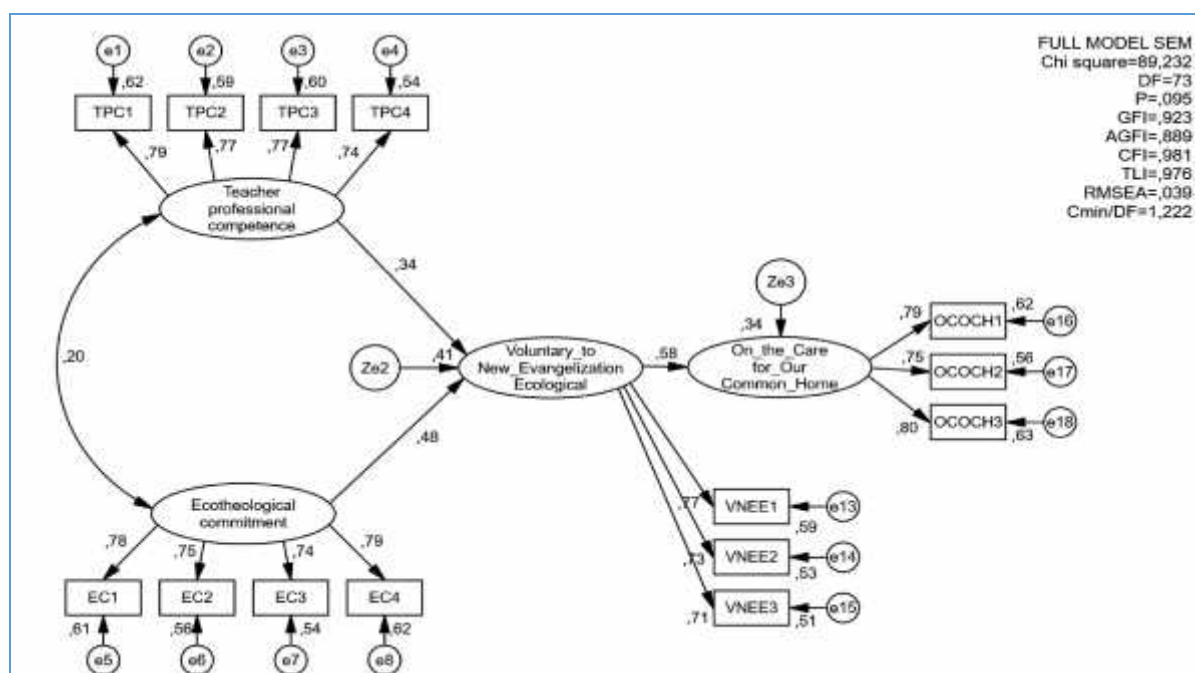 e1
e2
e3
e4
,62
,59
,60
,54
TPC1
TPC2
TPC3
TPC4
,79
,77
,77
,74
Teacher
professional
competence
FULL MODEL SEM
Chi square=89,232
DF=73
P=,095
GFI=,923
AGFI=,889
CFI=,981
TLI=,976
RMSEA=,039
Cmin/DF=1,222
,34
,20
Ze2
,41
Voluntary_to
New_Evangelization
Ecological
,58
Ze3
,34
On_the_Care
for_Our
Common_Home
,79
OCOCH1
,62
e16
,75
OCOCH2
,56
e17
,80
OCOCH3
,63
e18
,48
Ecotheological
commitment
,78
,75
,74
,79
EC1
EC2
EC3
EC4
,61
,56
,54
,62
e5
e6
e7
e8
,77
VNEE1
e13
,59
,73
VNEE2
e14
,53
,71
VNEE3
e15
,51